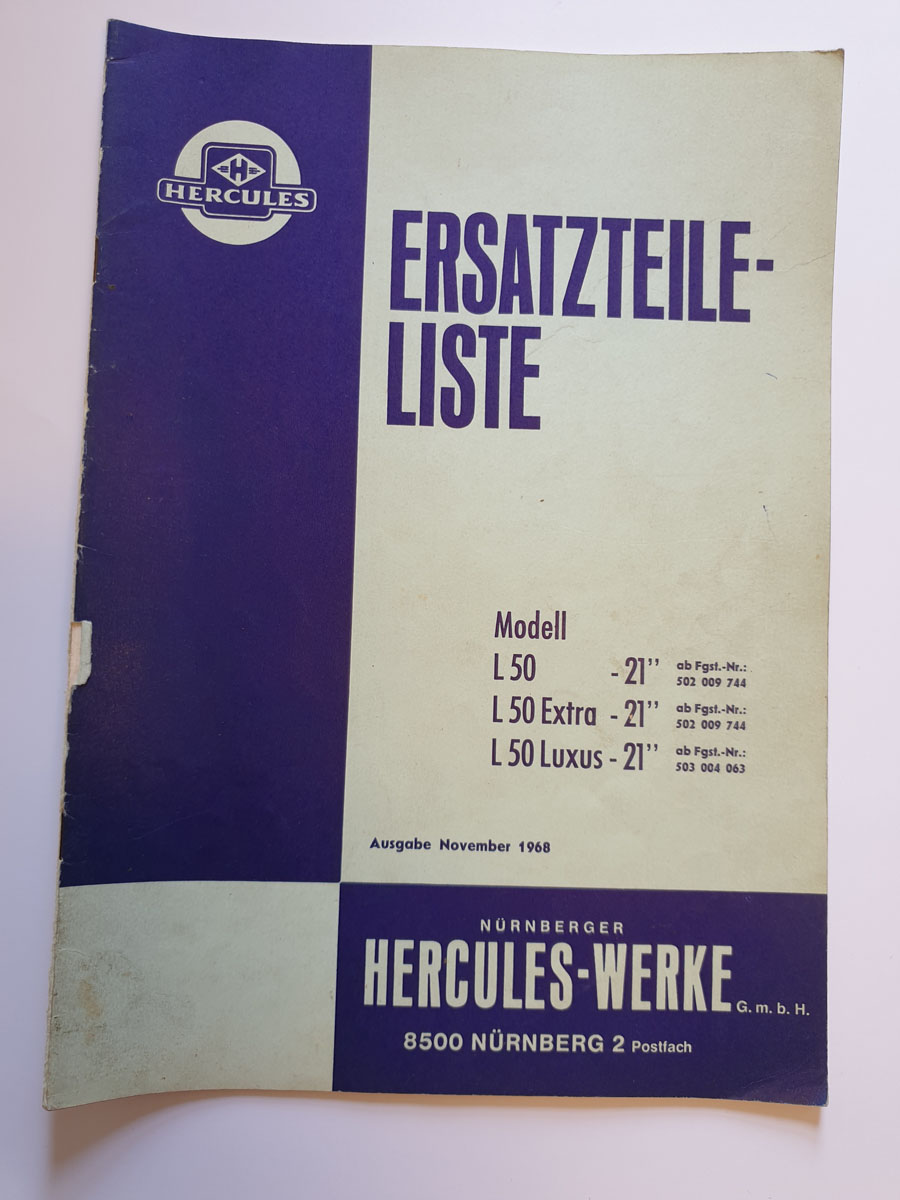 H
HERCULES
ERSATZTEILE-
LISTE
Modell
L 50 - 21” ab Fgst.-Nr.: 502 009 744
L 50 Extra - 21” ab Fgst.-Nr.: 502 009 744
L 50 Luxus - 21” ab Fgst.-Nr.: 503 004 063
Ausgabe November 1968
NÜRNBERGER
HERCULES-WERKE G. m. b. H.
8500 NÜRNBERG 2 Postfach